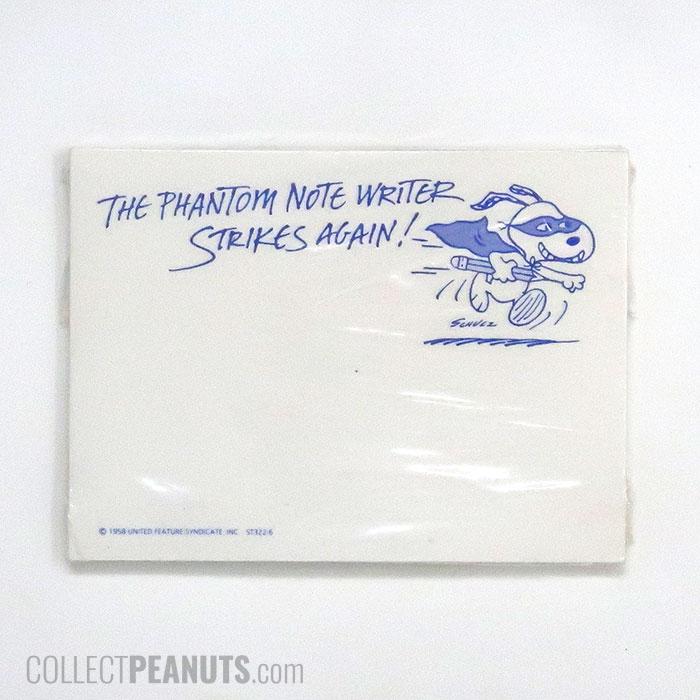 THE PHANTOM NOTE WRITER
STRIKES AGAIN!
SCHULZ
© 1958 UNITED FEATURE SYNDICATE, INC. ST322-6
COLLECTPEANUTS.com